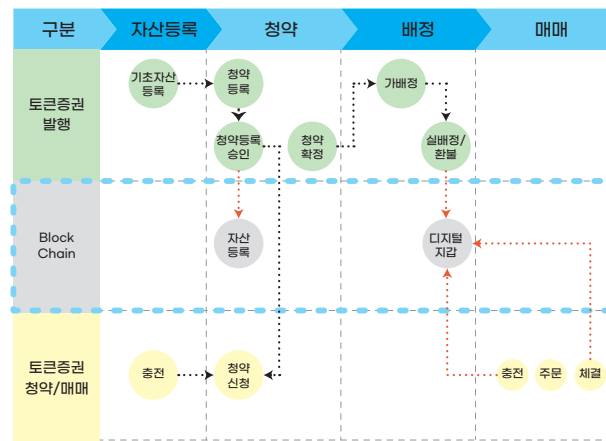 구분
자산등록
청약
배정
매매
토큰증권
발행
기초자산
등록
청약
등록
가배정
청약등록
승인
청약
확정
실배정/
환불
Block
Chain
자산
등록
디지털
지갑
토큰증권
청약/매매
충전
청약
신청
충전
주문
체결